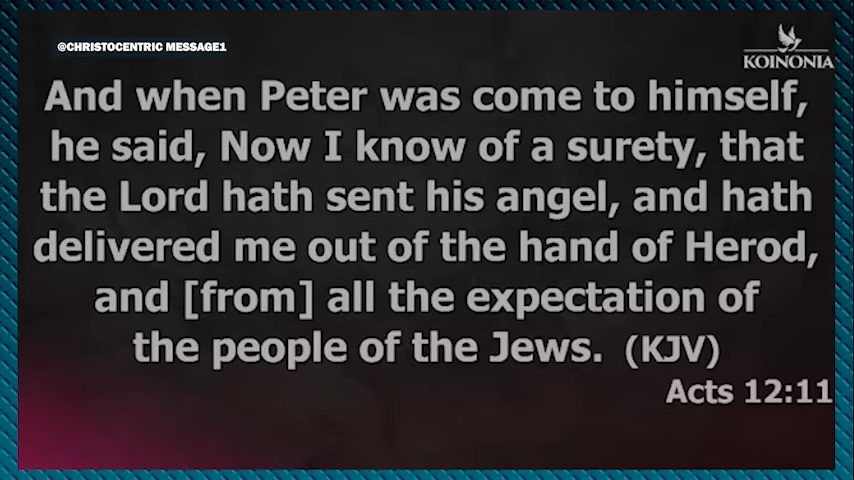 @CHRISTOCENTRIC MESSAGE1
KOINONIA
And when Peter was come to himself,
he said, Now I know of a surety, that
the Lord hath sent his angel, and hath
delivered me out of the hand of Herod,
and [from] all the expectation of
the people of the Jews. (KJV)
Acts 12:11